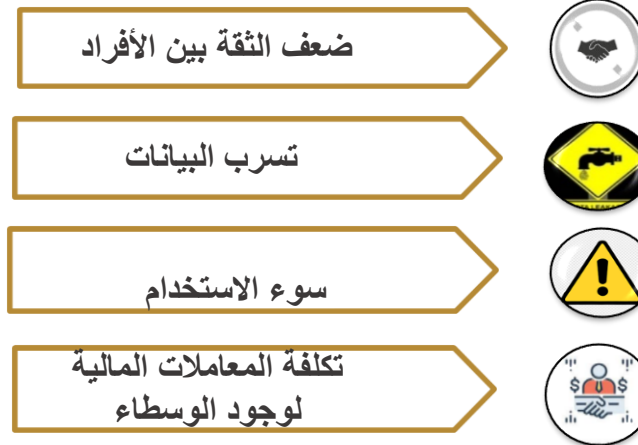 ضعف الثقة بين الأفراد
تسرب البيانات
سوء الاستخدام
تكلفة المعاملات المالية
لوجود الوسطاء